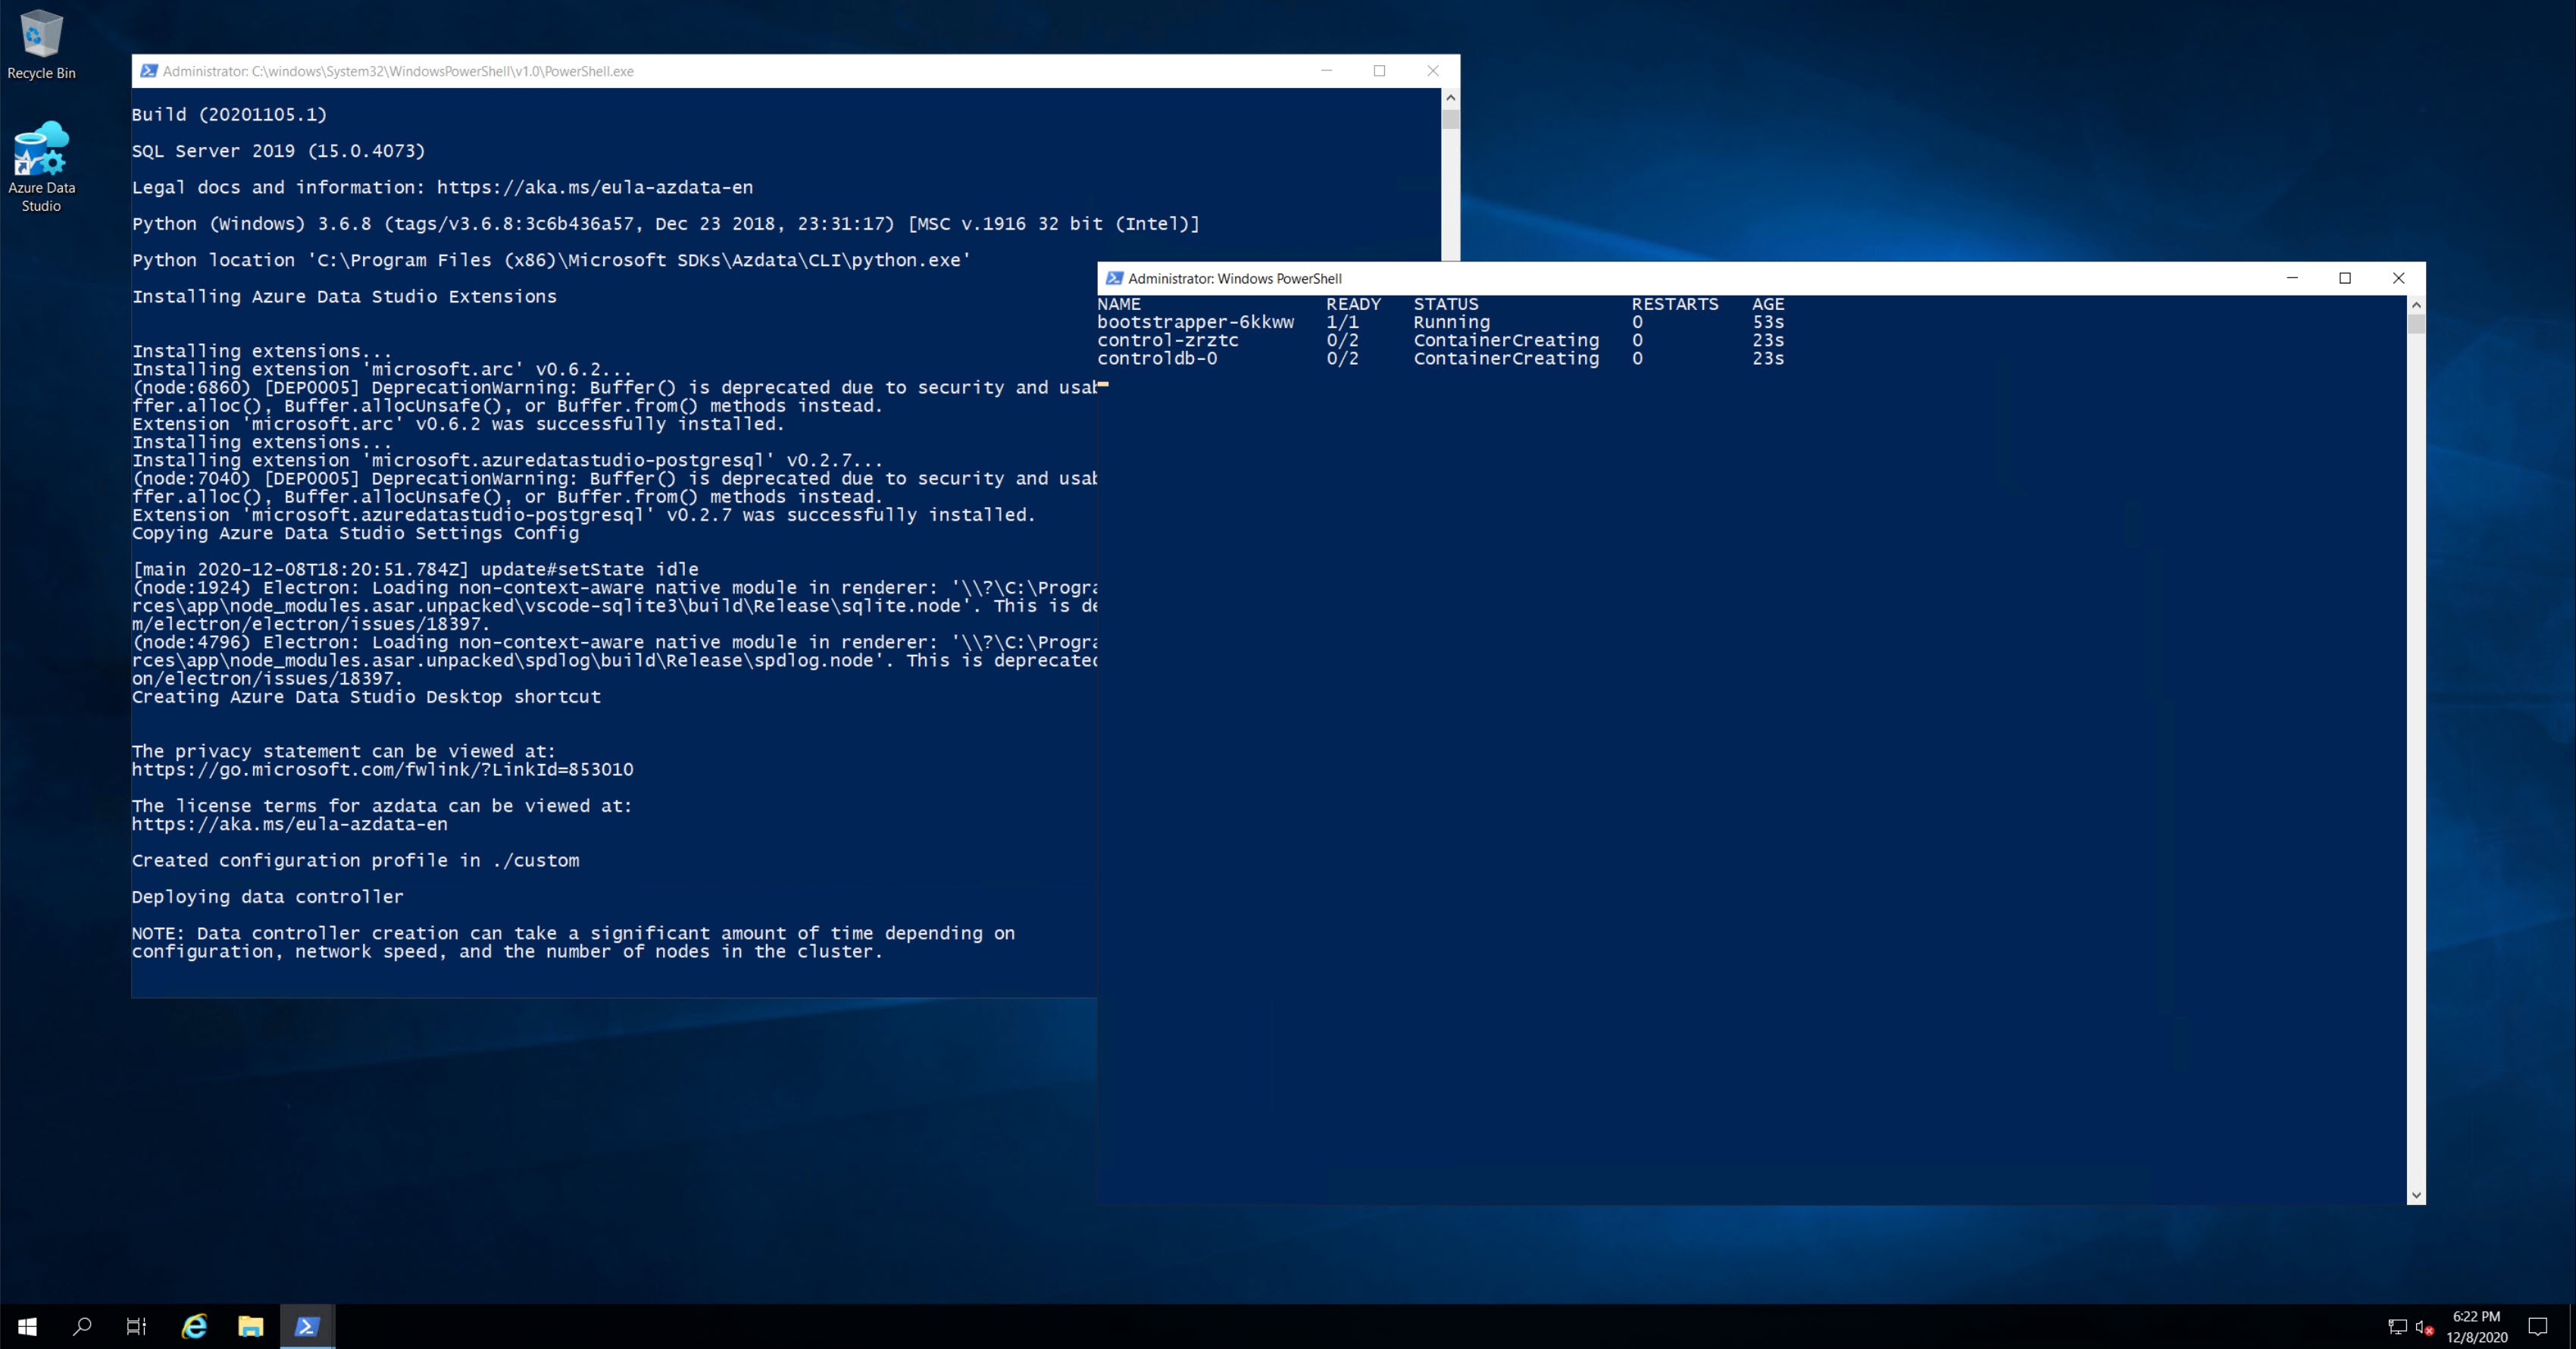 Recycle Bin
Azure Data
Studio
Administrator: C:\windows\System32\WindowsPowerShell\v1.0\PowerShell.exe
Build (20201105.1)
SQL Server 2019 (15.0.4073)
Legal docs and information: https://aka.ms/eula-azdata-en
Python (Windows) 3.6.8 (tags/v3.6.8:3c6b436a57, Dec 23 2018, 23:31:17) [MSC v.1916 32 bit (Intel)]
Python location 'C:\Program Files (x86)\Microsoft SDKs\Azdata\CLI\python.exe'
Installing Azure Data Studio Extensions
Installing extensions...
Installing extension 'microsoft.arc' v0.6.2...
(node:6860) [DEP0005] DeprecationWarning: Buffer() is deprecated due to security and usab
ffer.alloc(), Buffer.allocUnsafe(), or Buffer.from() methods instead.
Extension 'microsoft.arc' v0.6.2 was successfully installed.
Installing extensions...
Installing extension 'microsoft.azuredatastudio-postgresql' v0.2.7...
(node:7040) [DEP0005] DeprecationWarning: Buffer() is deprecated due to security and usab
ffer.alloc(), Buffer.allocUnsafe(), or Buffer.from() methods instead.
Extension 'microsoft.azuredatastudio-postgresql' v0.2.7 was successfully installed.
Copying Azure Data Studio Settings Config
[main 2020-12-08T18:20:51.784Z] update#setState idle
(node:1924) Electron: Loading non-context-aware native module in renderer: '\\?\C:\Progra
rces\app\node_modules.asar.unpacked\vscode-sqlite3\build\Release\sqlite.node'. This is de
m/electron/electron/issues/18397.
(node:4796) Electron: Loading non-context-aware native module in renderer: '\\?\C:\Progra
rces\app\node_modules.asar.unpacked\spdlog\build\Release\spdlog.node'. This is deprecated
on/electron/issues/18397.
Creating Azure Data Studio Desktop shortcut
The privacy statement can be viewed at:
https://go.microsoft.com/fwlink/?LinkId=853010
The license terms for azdata can be viewed at:
https://aka.ms/eula-azdata-en
Created configuration profile in ./custom
Deploying data controller
NOTE: Data controller creation can take a significant amount of time depending on
configuration, network speed, and the number of nodes in the cluster.
Administrator: Windows PowerShell
NAME READY STATUS RESTARTS AGE
bootstrapper-6kkww 1/1 Running 0 53s
control-zrztc 0/2 ContainerCreating 0 23s
controldb-0 0/2 ContainerCreating 0 23s
6:22 PM
12/8/2020